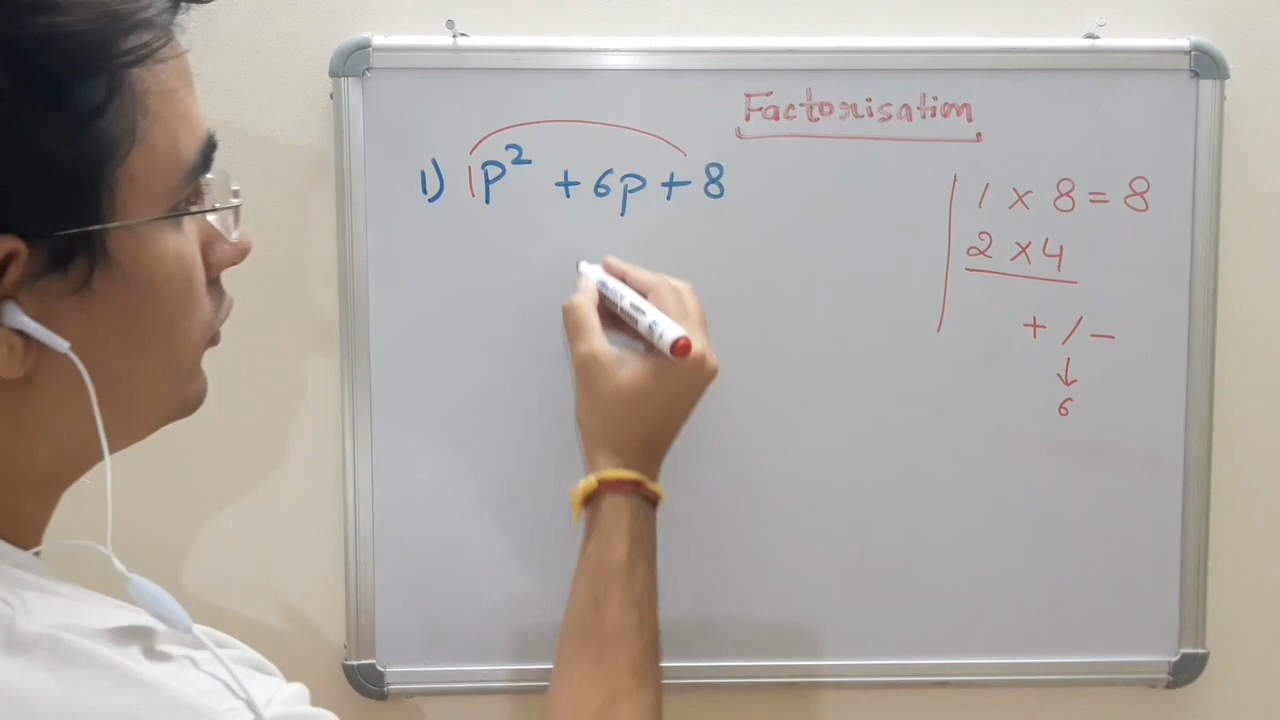 Factorisation
1) 1p² + 6p + 8
1 × 8 = 8
2 × 4
+ / -
↓
6